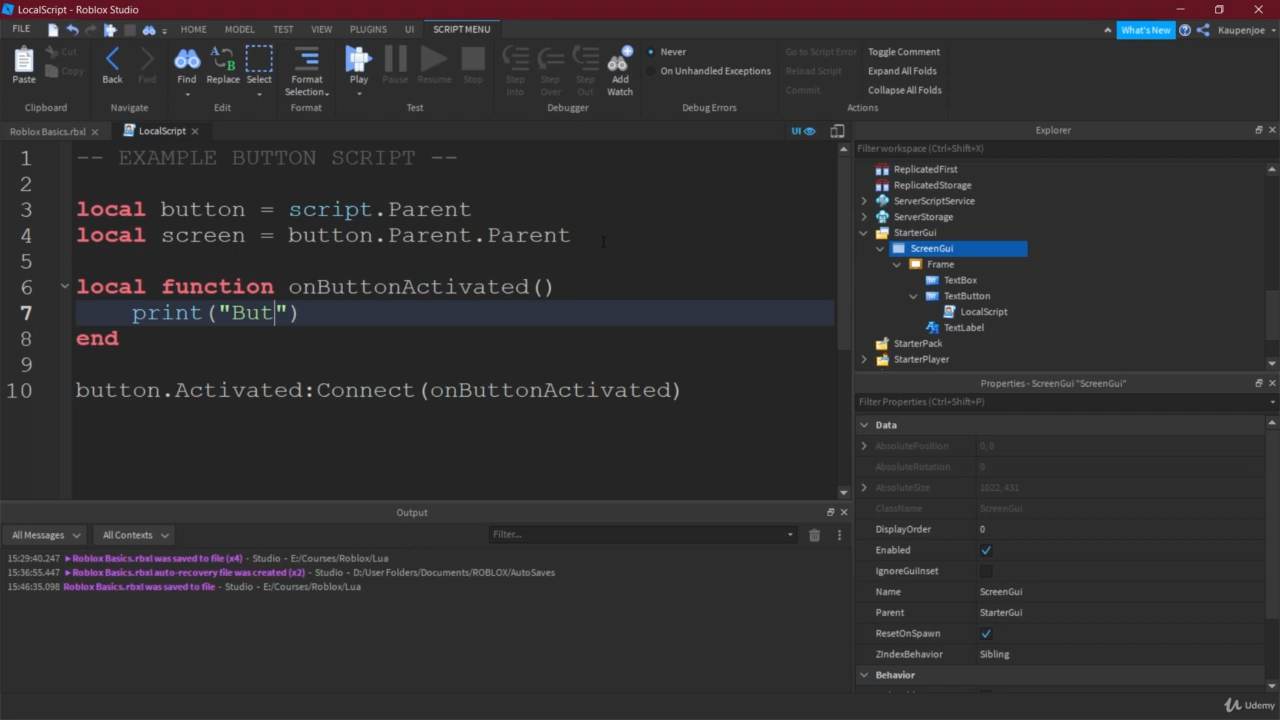 LocalScript - Roblox Studio
FILE HOME MODEL TEST VIEW PLUGINS UI SCRIPT MENU What's New Kaupenjoe
Paste Cut Copy
Clipboard
Back Fwd
Navigate
Find Replace Select
Edit
Format Selection
Format
Play Pause Resume Stop
Test
Step Into Step Over Step Out Add Watch
Debugger
Never
On Unhandled Exceptions
Debug Errors
Go to Script Error Toggle Comment
Reload Script Expand All Folds
Commit Collapse All Folds
Actions
Roblox Basics.rbxl LocalScript UI
1 -- EXAMPLE BUTTON SCRIPT --
2
3 local button = script.Parent
4 local screen = button.Parent.Parent
5
6 local function onButtonActivated()
7 print("But")
8 end
9
10 button.Activated:Connect(onButtonActivated)
Explorer
Filter workspace (Ctrl+Shift+X)
ReplicatedFirst
ReplicatedStorage
ServerScriptService
ServerStorage
StarterGui
ScreenGui
Frame
TextBox
TextButton
LocalScript
TextLabel
StarterPack
StarterPlayer
Properties - ScreenGui "ScreenGui"
Filter Properties (Ctrl+Shift+P)
Data
AbsolutePosition 0, 0
AbsoluteRotation 0
AbsoluteSize 1022, 431
ClassName ScreenGui
DisplayOrder 0
Enabled
IgnoreGuiInset
Name ScreenGui
Parent StarterGui
ResetOnSpawn
ZIndexBehavior Sibling
Behavior
Output
All Messages All Contexts Filter...
15:29:40.247 Roblox Basics.rbxl was saved to file (x4) - Studio - E:/Courses/Roblox/Lua
15:36:55.447 Roblox Basics.rbxl auto-recovery file was created (x2) - Studio - D:/User Folders/Documents/ROBLOX/AutoSaves
15:46:35.098 Roblox Basics.rbxl was saved to file - Studio - E:/Courses/Roblox/Lua
Udemy